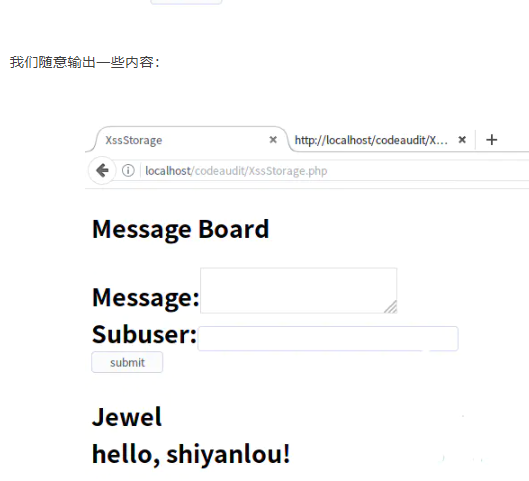 我们随意输出一些内容：
XssStorage
http://localhost/codeaudit/X...
localhost/codeaudit/XssStorage.php
Message Board
Message:
Subuser:
submit
Jewel
hello, shiyanlou!